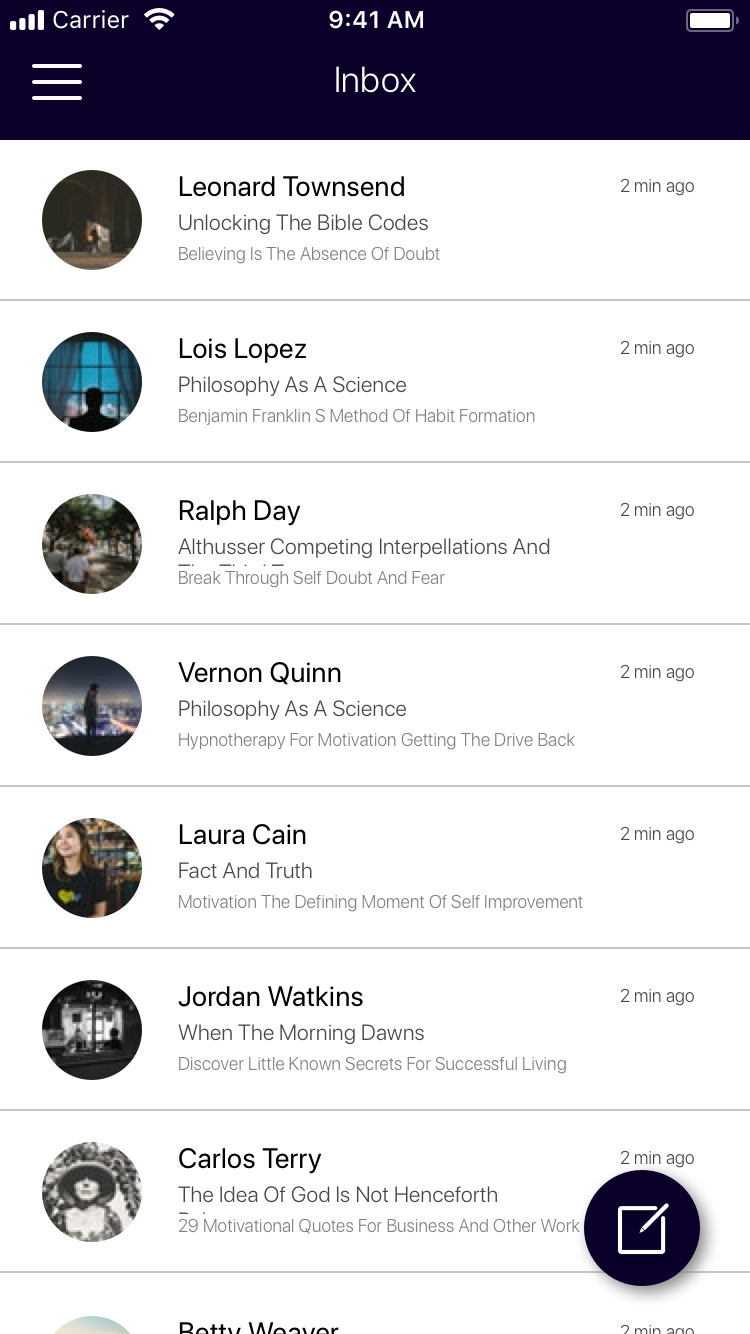 Carrier 9:41 AM
Inbox
Leonard Townsend 2 min ago
Unlocking The Bible Codes
Believing Is The Absence Of Doubt
Lois Lopez 2 min ago
Philosophy As A Science
Benjamin Franklin S Method Of Habit Formation
Ralph Day 2 min ago
Althusser Competing Interpellations And
Break Through Self Doubt And Fear
Vernon Quinn 2 min ago
Philosophy As A Science
Hypnotherapy For Motivation Getting The Drive Back
Laura Cain 2 min ago
Fact And Truth
Motivation The Defining Moment Of Self Improvement
Jordan Watkins 2 min ago
When The Morning Dawns
Discover Little Known Secrets For Successful Living
Carlos Terry 2 min ago
The Idea Of God Is Not Henceforth
29 Motivational Quotes For Business And Other Work
Betty Weaver 2 min ago